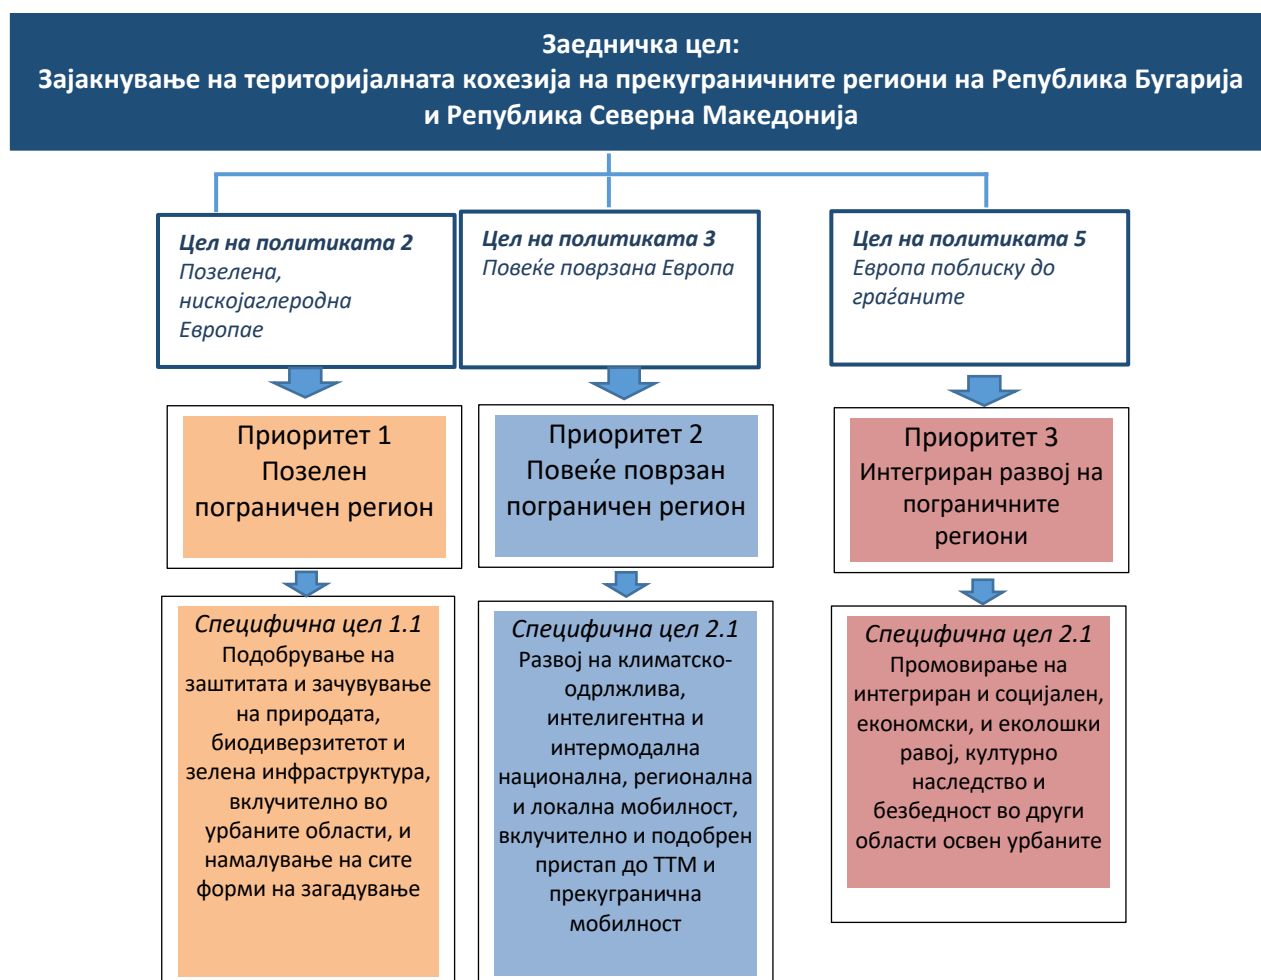 Заедничка цел:
Зајакнување на територијалната кохезија на прекуграничните региони на Република Бугарија
и Република Северна Македонија
Цел на политиката 2
Позелена,
нискојаглеродна
Европае
Цел на политиката 3
Повеќе поврзана Европа
Цел на политиката 5
Европа поблиску до
граѓаните
Приоритет 1
Позелен
пограничен регион
Приоритет 2
Повеќе поврзан
пограничен регион
Приоритет 3
Интегриран развој на
пограничните
региони
Специфична цел 1.1
Подобрување на
заштитата и зачувување
на природата,
биодиверзитетот и
зелена инфраструктура,
вклучително во
урбаните области, и
намалување на сите
форми на загадување
Специфична цел 2.1
Развој на климатско-
одрлжлива,
интелигентна и
интермодална
национална, регионална
и локална мобилност,
вклучително и подобрен
пристап до ТТМ и
прекугранична
мобилност
Специфична цел 2.1
Промовирање на
интегриран и социјален,
економски, и еколошки
равој, културно
наследство и
безбедност во други
области освен урбаните